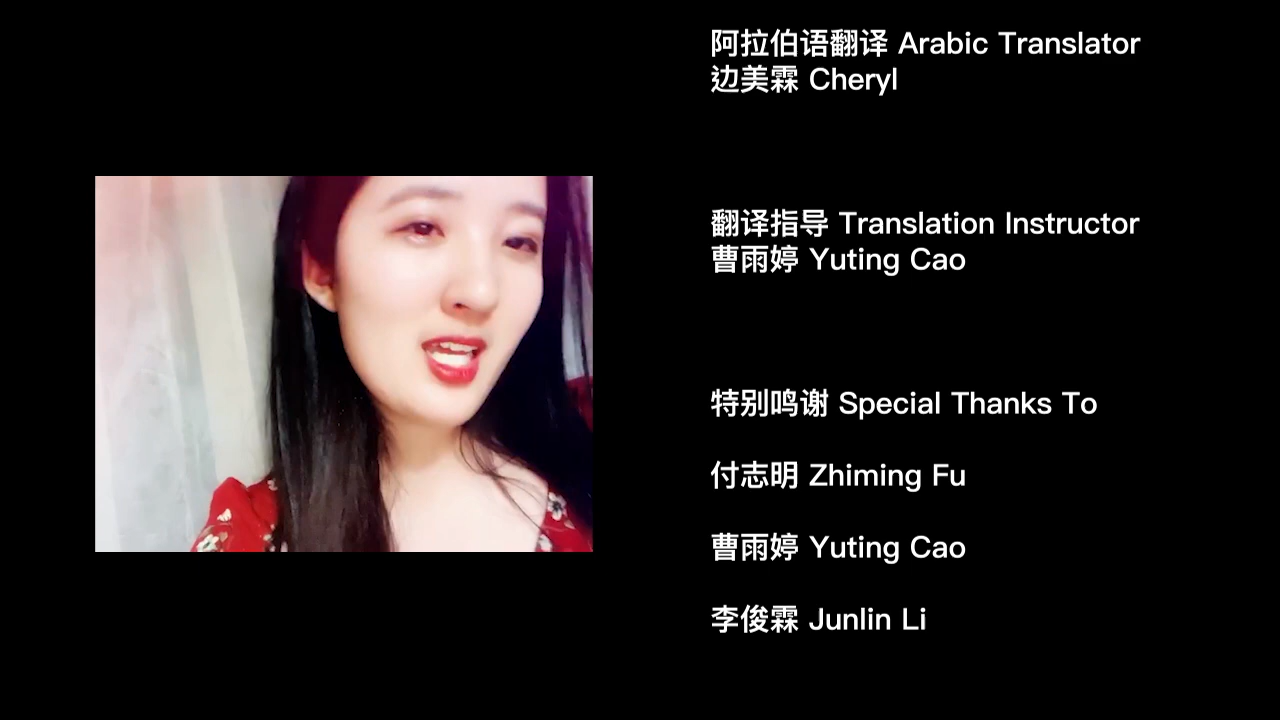 阿拉伯语翻译 Arabic Translator
边美霖 Cheryl
翻译指导 Translation Instructor
曹雨婷 Yuting Cao
特别鸣谢 Special Thanks To
付志明 Zhiming Fu
曹雨婷 Yuting Cao
李俊霖 Junlin Li